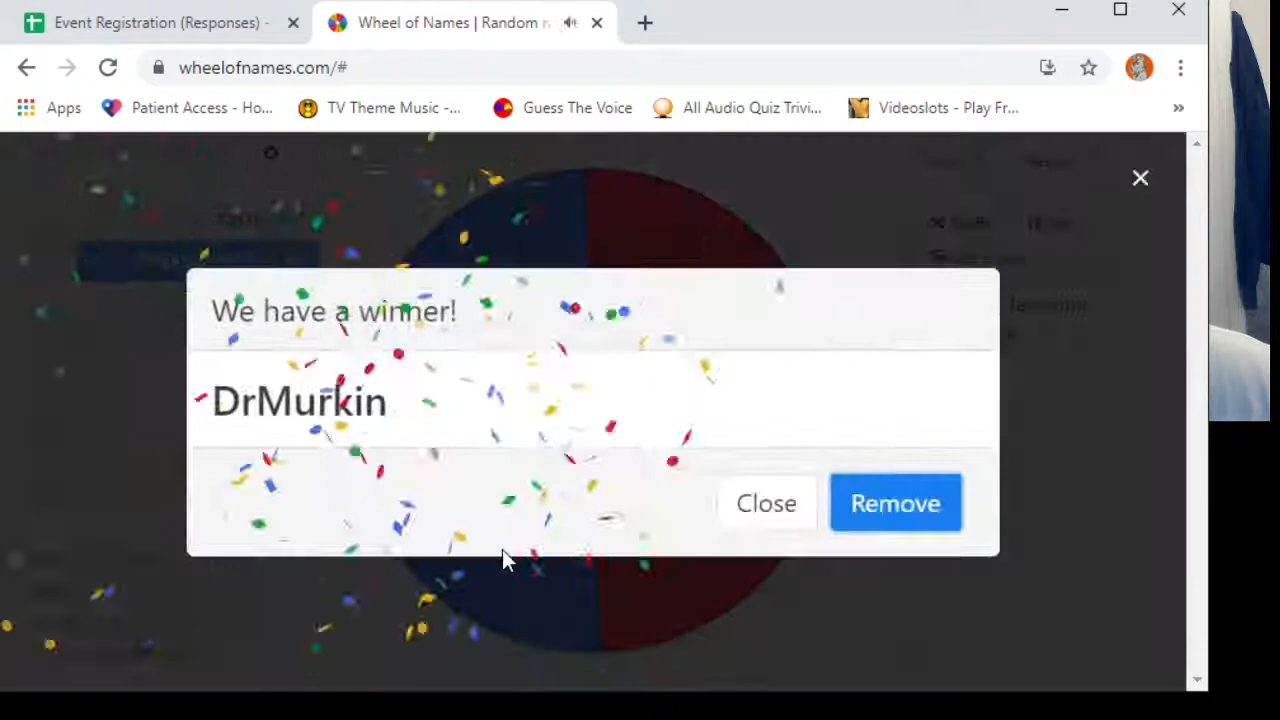 Event Registration (Responses) -
Wheel of Names | Random n
wheelofnames.com/#
Apps
Patient Access - Ho...
TV Theme Music -...
Guess The Voice
All Audio Quiz Trivi...
Videoslots - Play Fr...
»
We have a winner!
DrMurkin
Close
Remove